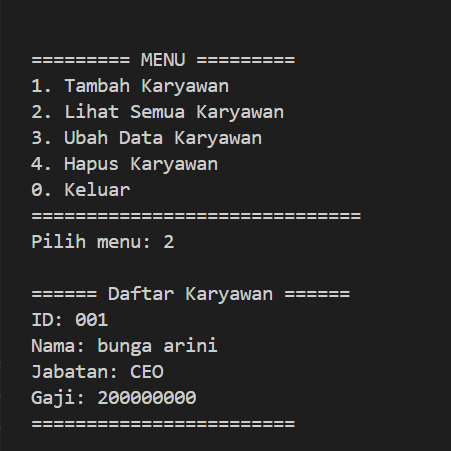 ========= MENU =========
1. Tambah Karyawan
2. Lihat Semua Karyawan
3. Ubah Data Karyawan
4. Hapus Karyawan
0. Keluar
==============================
Pilih menu: 2
====== Daftar Karyawan ======
ID: 001
Nama: bunga arini
Jabatan: CEO
Gaji: 200000000
========================